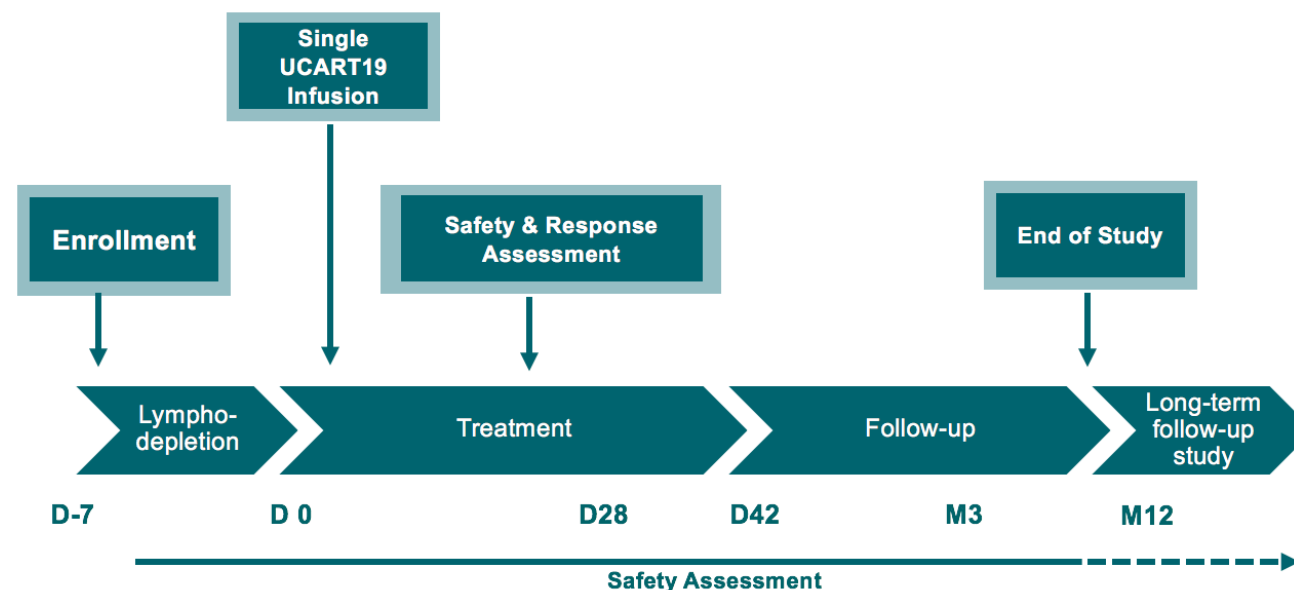 Single
UCART19
Infusion
Enrollment
Safety & Response
Assessment
End of Study
Lympho-
depletion
Treatment
Follow-up
Long-term
follow-up
study
D-7
D 0
D28
D42
M3
M12
Safety Assessment